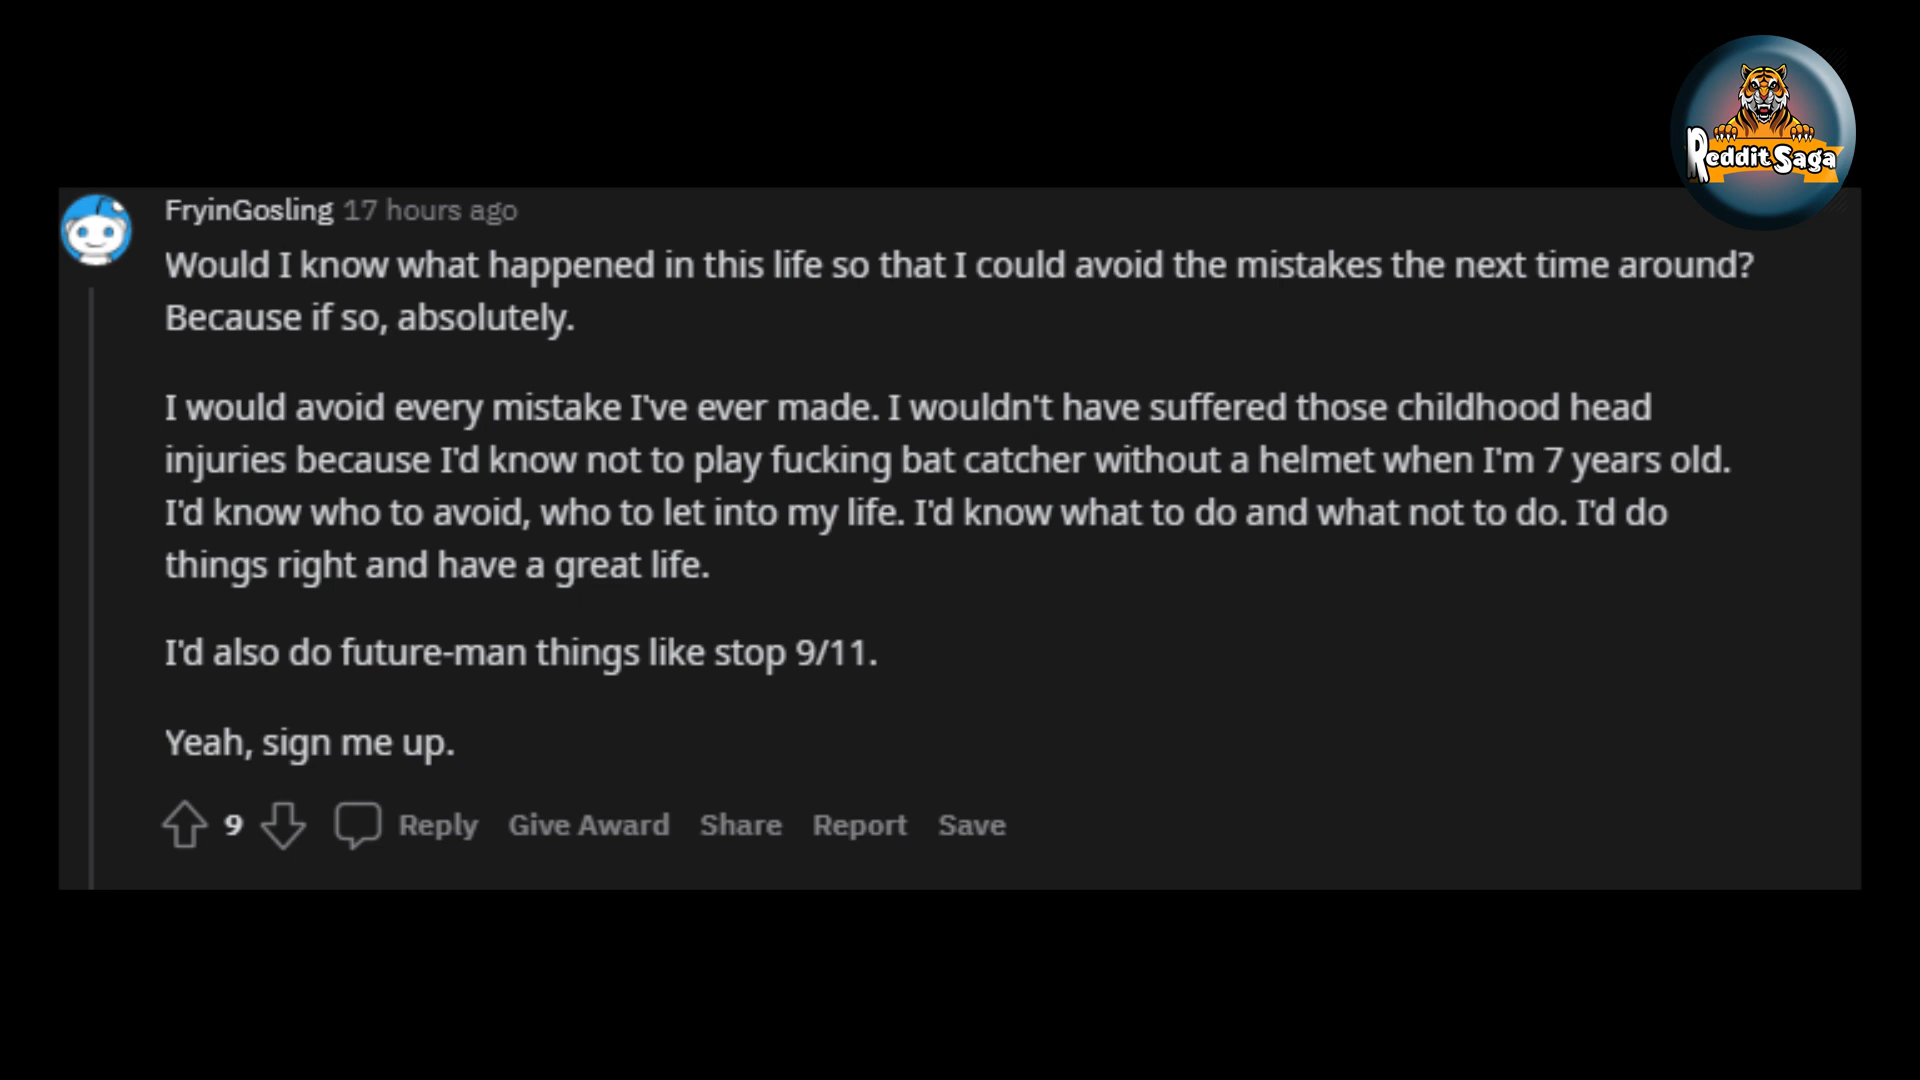 Reddit Saga
FryinGosling 17 hours ago
Would I know what happened in this life so that I could avoid the mistakes the next time around?
Because if so, absolutely.
I would avoid every mistake I've ever made. I wouldn't have suffered those childhood head
injuries because I'd know not to play fucking bat catcher without a helmet when I'm 7 years old.
I'd know who to avoid, who to let into my life. I'd know what to do and what not to do. I'd do
things right and have a great life.
I'd also do future-man things like stop 9/11.
Yeah, sign me up.
9 Reply Give Award Share Report Save